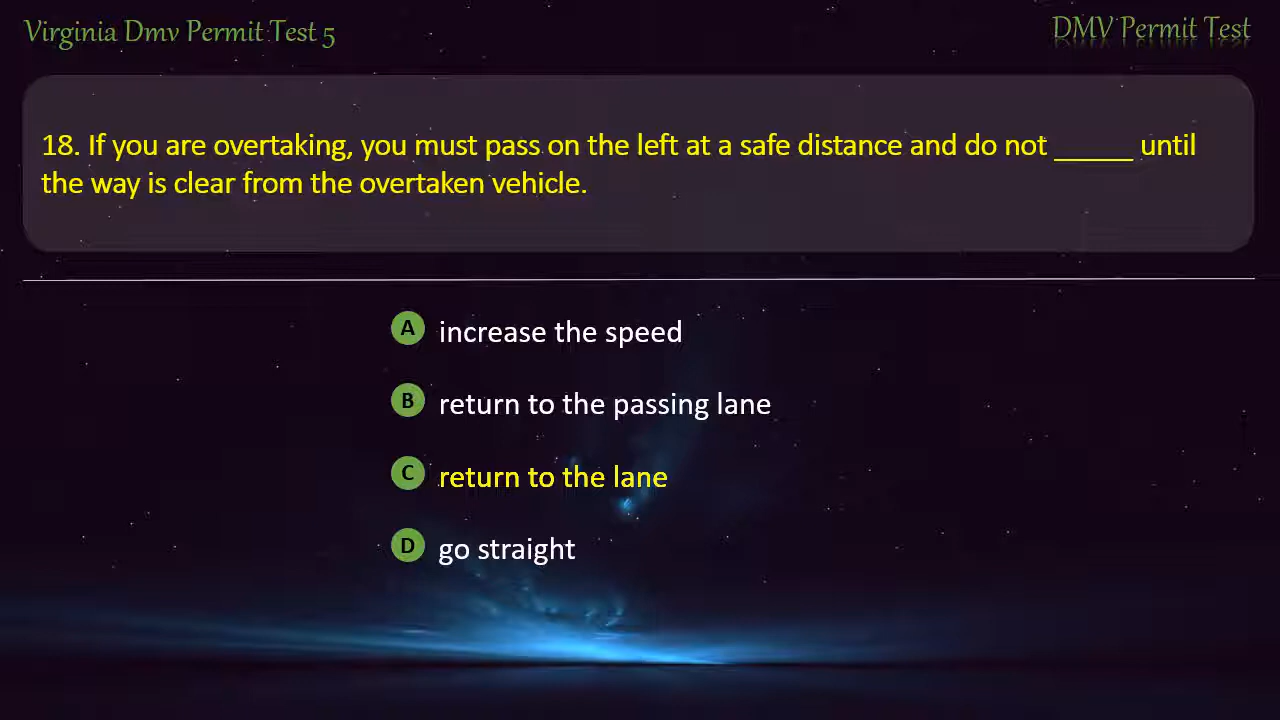 Virginia Dmv Permit Test 5
DMV Permit Test
18. If you are overtaking, you must pass on the left at a safe distance and do not _____ until
the way is clear from the overtaken vehicle.
A increase the speed
B return to the passing lane
C return to the lane
D go straight